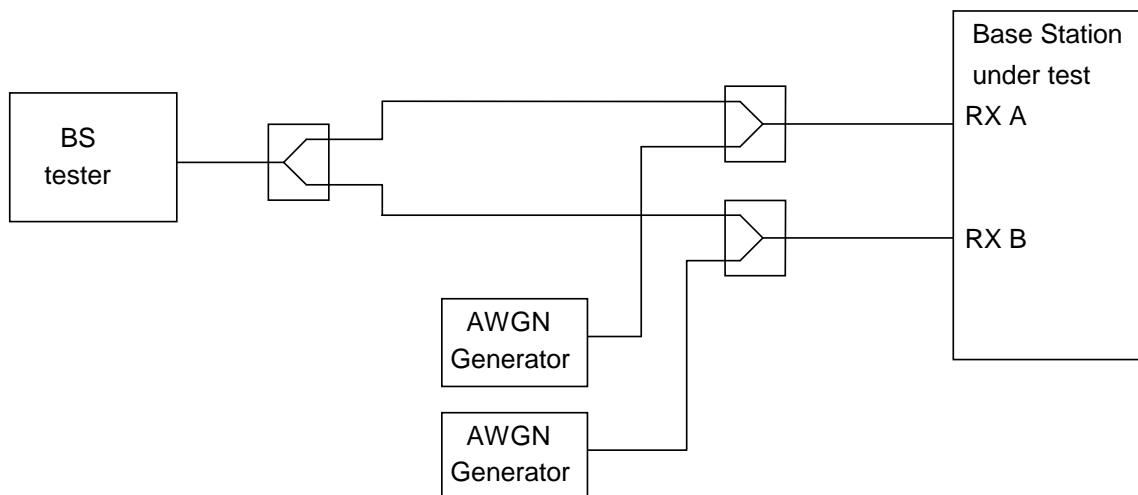 BS
tester
Base Station
under test
RX A
RX B
AWGN
Generator
AWGN
Generator